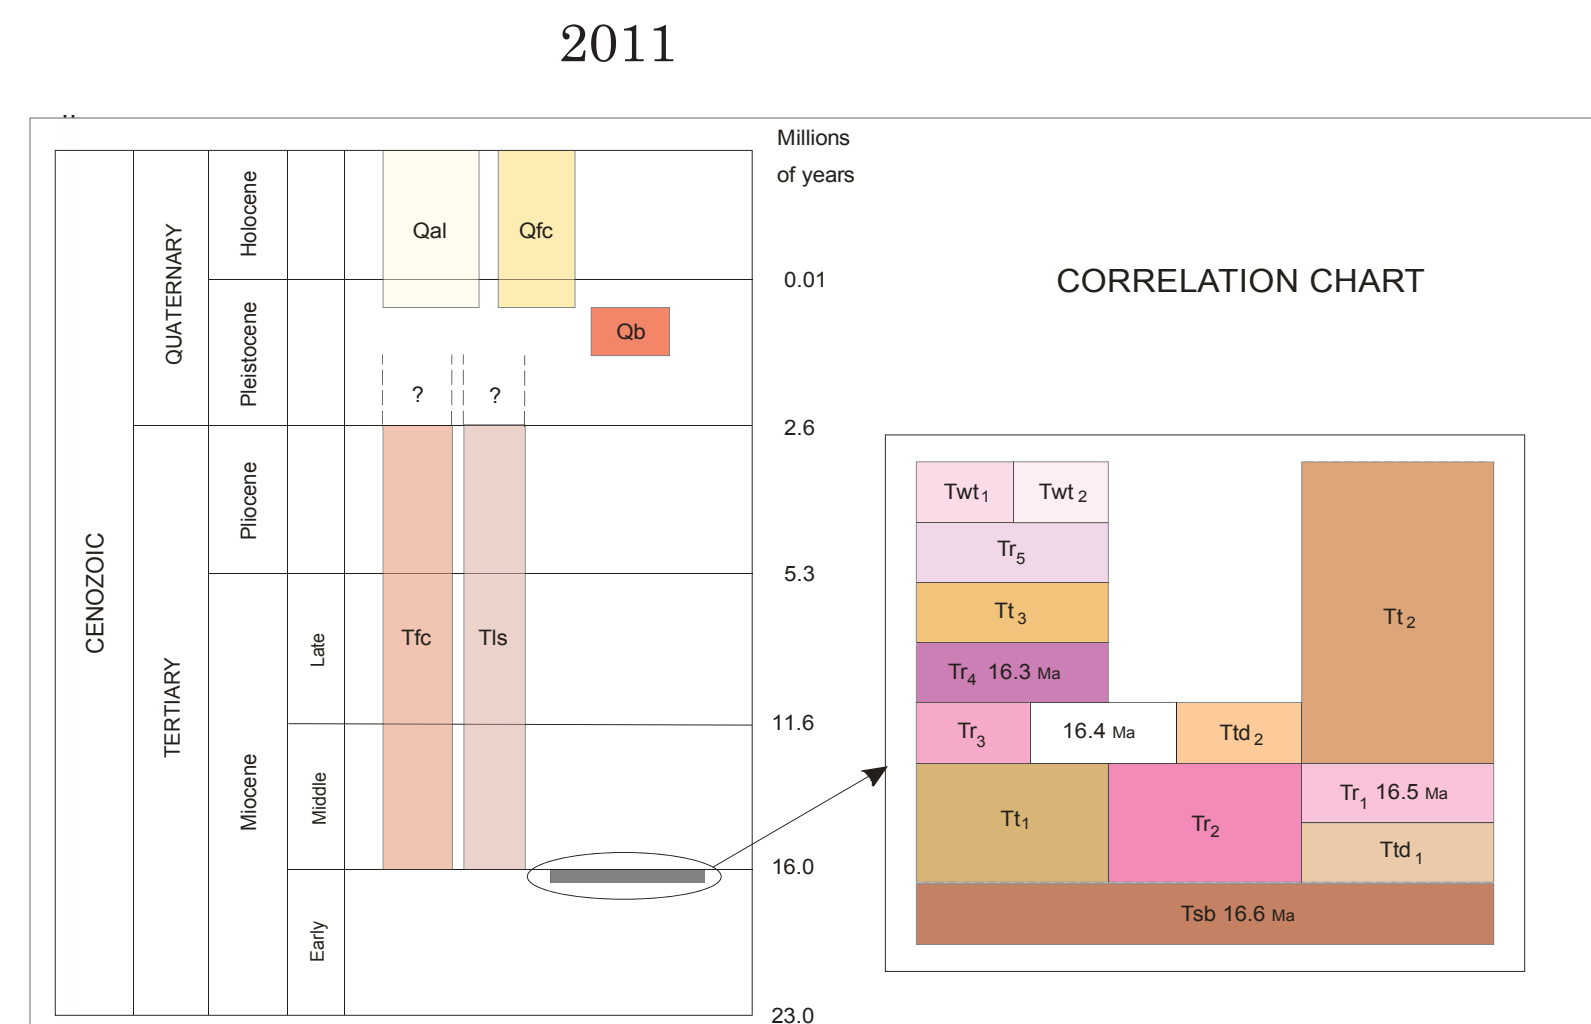 2011
Millions
of years
CENOZOIC
QUATERNARY
TERTIARY
Holocene
Pleistocene
Pliocene
Miocene
Late
Middle
Early
Qal
Qfc
Qb
?
?
Tfc
Tls
0.01
2.6
5.3
11.6
16.0
23.0
CORRELATION CHART
Twt1
Twt2
Tr5
Tt3
Tr4 16.3 Ma
Tr3
16.4 Ma
Ttd2
Tt2
Tt1
Tr2
Tr1 16.5 Ma
Ttd1
Tsb 16.6 Ma